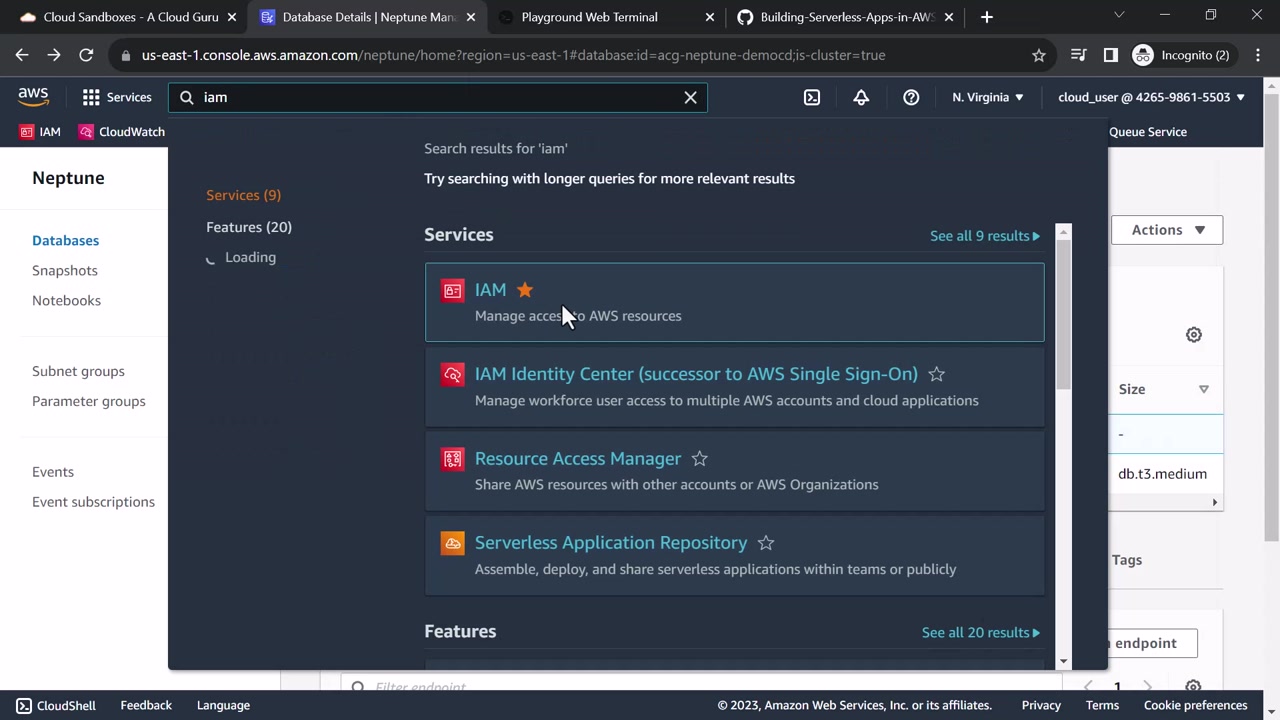 Cloud Sandboxes - A Cloud Guru
Database Details | Neptune Man
Playground Web Terminal
Building-Serverless-Apps-in-AWS
us-east-1.console.aws.amazon.com/neptune/home?region=us-east-1#database:id=acg-neptune-democd;is-cluster=true
Incognito (2)
aws
Services
iam
N. Virginia
cloud_user @ 4265-9861-5503
IAM
CloudWatch
Queue Service
Search results for 'iam'
Try searching with longer queries for more relevant results
Neptune
Services (9)
Features (20)
Loading
Services
See all 9 results
Actions
Databases
Snapshots
Notebooks
IAM
Manage access to AWS resources
IAM Identity Center (successor to AWS Single Sign-On)
Manage workforce user access to multiple AWS accounts and cloud applications
Size
Subnet groups
Parameter groups
-
Resource Access Manager
Share AWS resources with other accounts or AWS Organizations
db.t3.medium
Events
Event subscriptions
Serverless Application Repository
Assemble, deploy, and share serverless applications within teams or publicly
Tags
Features
See all 20 results
endpoint
Filter endpoint
1
CloudShell
Feedback
Language
© 2023, Amazon Web Services, Inc. or its affiliates.
Privacy
Terms
Cookie preferences